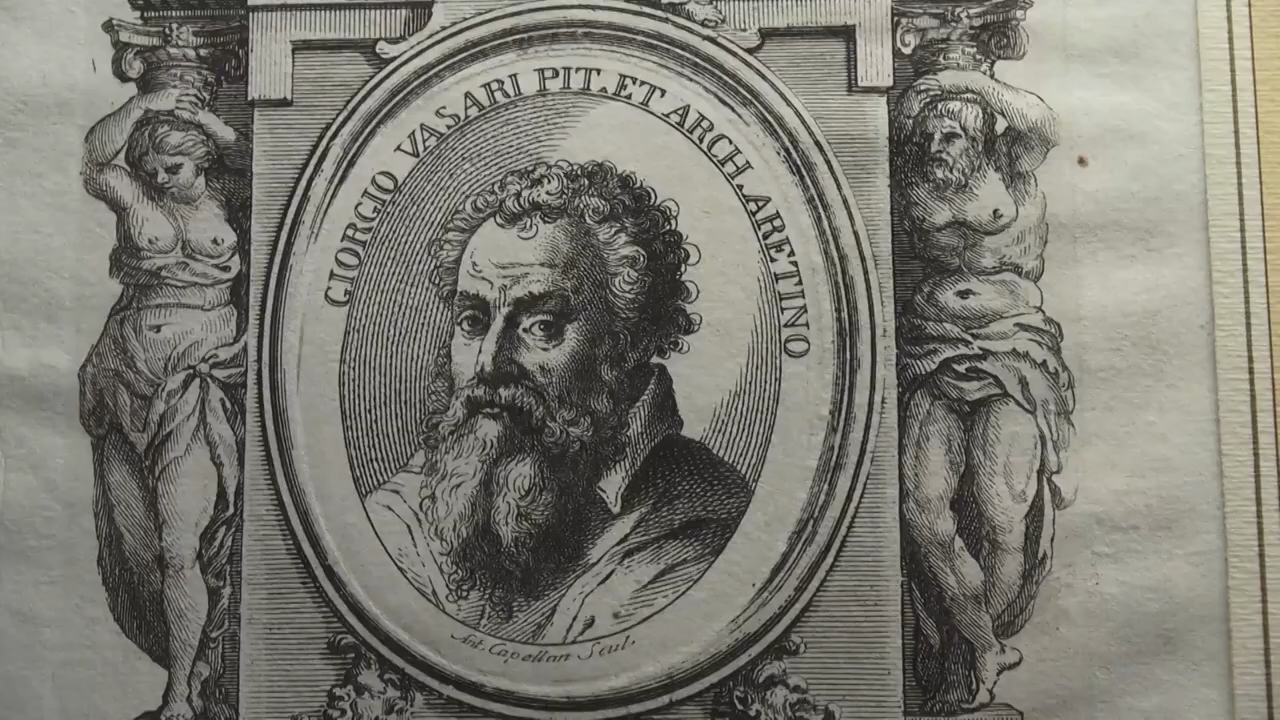 GIORGIO VASARI PIT. ET ARCH. ARETINO
Ant. Capellan Scul.